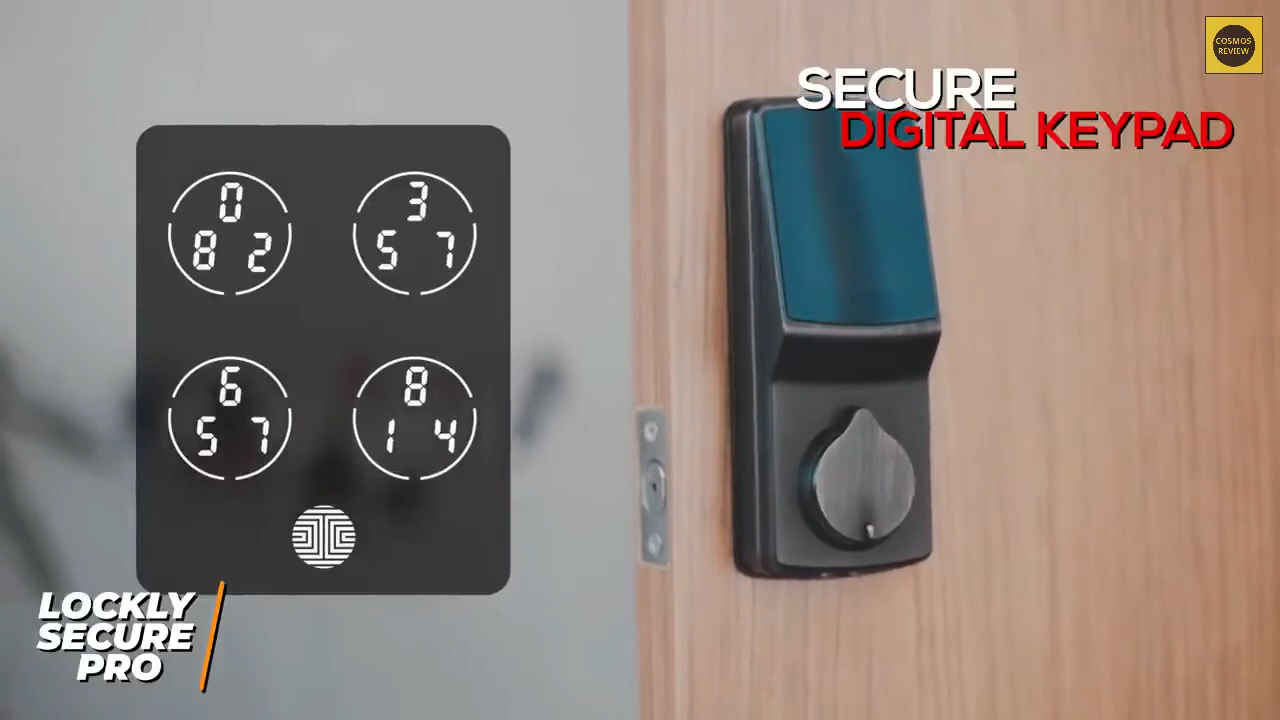 COSMOS
REVIEW
SECURE
DIGITAL KEYPAD
0
8 2
3
5 7
6
5 7
8
1 4
LOCKLY
SECURE
PRO